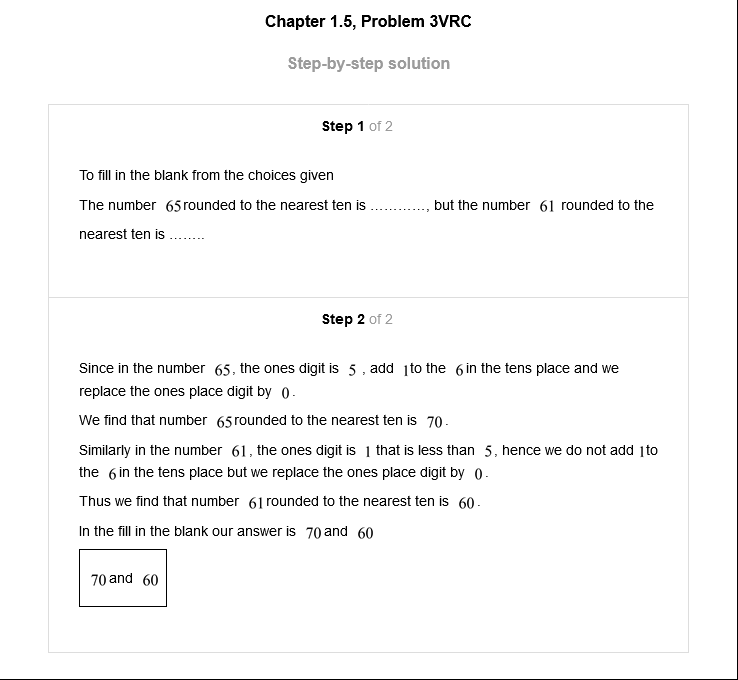 Chapter 1.5, Problem 3VRC
Step-by-step solution
Step 1 of 2
To fill in the blank from the choices given
The number 65 rounded to the nearest ten is …………, but the number 61 rounded to the
nearest ten is ……..
Step 2 of 2
Since in the number 65, the ones digit is 5 , add 1 to the 6 in the tens place and we
replace the ones place digit by 0.
We find that number 65 rounded to the nearest ten is 70.
Similarly in the number 61, the ones digit is 1 that is less than 5, hence we do not add 1 to
the 6 in the tens place but we replace the ones place digit by 0.
Thus we find that number 61 rounded to the nearest ten is 60.
In the fill in the blank our answer is 70 and 60
70 and 60